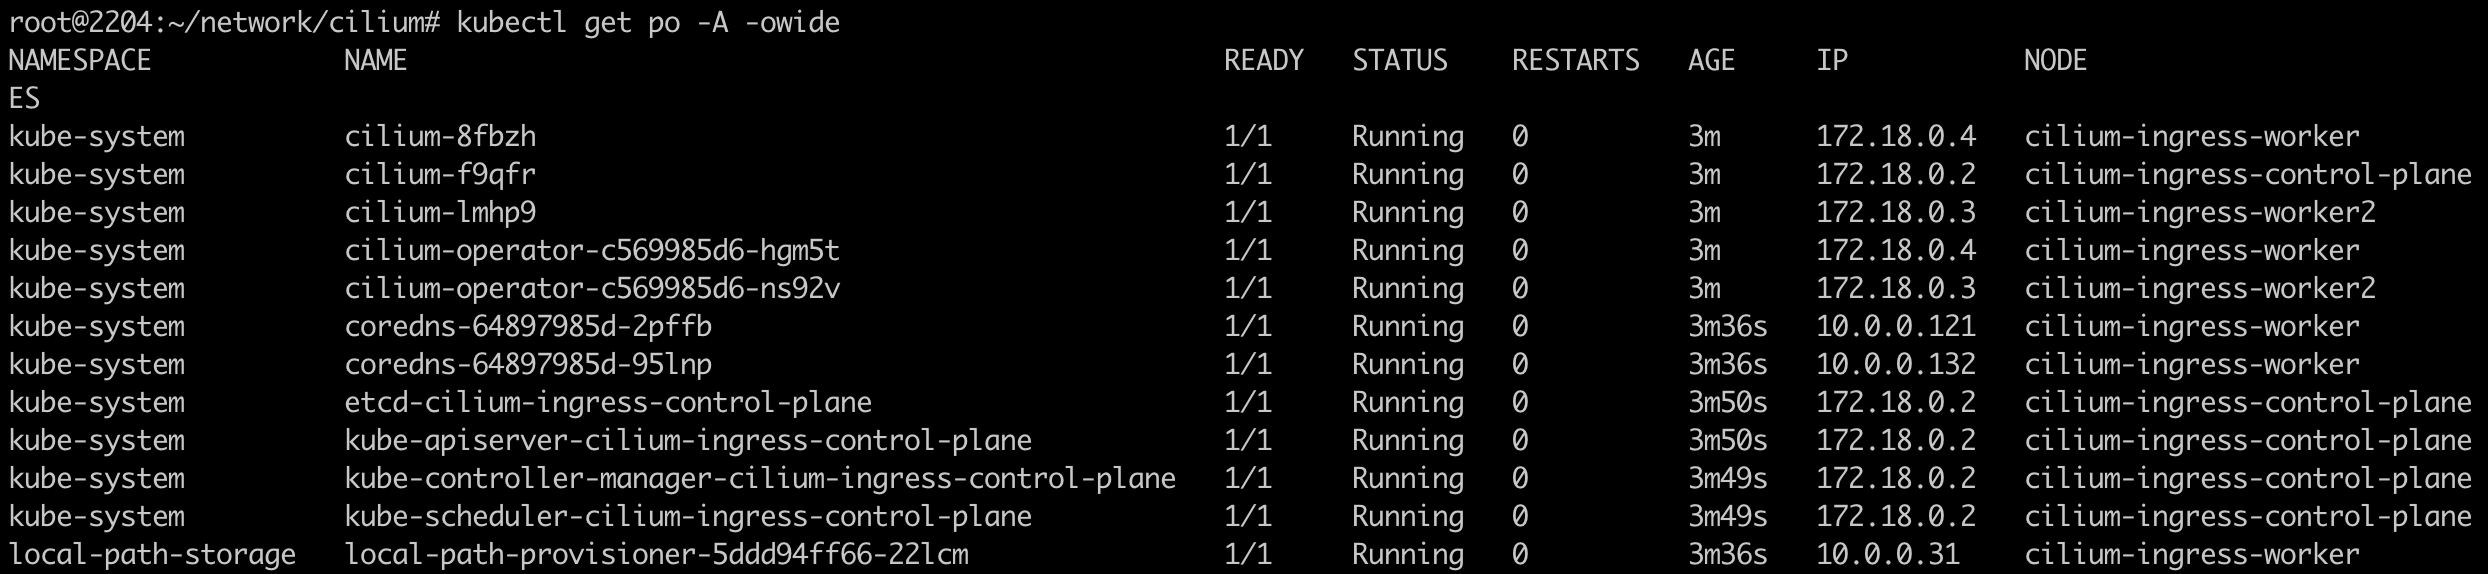 root@2204:~/network/cilium# kubectl get po -A -owide
NAMESPACE            NAME                                                   READY   STATUS    RESTARTS   AGE     IP           NODE
ES
kube-system          cilium-8fbzh                                           1/1     Running   0          3m      172.18.0.4   cilium-ingress-worker
kube-system          cilium-f9qfr                                           1/1     Running   0          3m      172.18.0.2   cilium-ingress-control-plane
kube-system          cilium-lmhp9                                           1/1     Running   0          3m      172.18.0.3   cilium-ingress-worker2
kube-system          cilium-operator-c569985d6-hgm5t                        1/1     Running   0          3m      172.18.0.4   cilium-ingress-worker
kube-system          cilium-operator-c569985d6-ns92v                        1/1     Running   0          3m      172.18.0.3   cilium-ingress-worker2
kube-system          coredns-64897985d-2pffb                                1/1     Running   0          3m36s   10.0.0.121   cilium-ingress-worker
kube-system          coredns-64897985d-95lnp                                1/1     Running   0          3m36s   10.0.0.132   cilium-ingress-worker
kube-system          etcd-cilium-ingress-control-plane                      1/1     Running   0          3m50s   172.18.0.2   cilium-ingress-control-plane
kube-system          kube-apiserver-cilium-ingress-control-plane            1/1     Running   0          3m50s   172.18.0.2   cilium-ingress-control-plane
kube-system          kube-controller-manager-cilium-ingress-control-plane   1/1     Running   0          3m49s   172.18.0.2   cilium-ingress-control-plane
kube-system          kube-scheduler-cilium-ingress-control-plane            1/1     Running   0          3m49s   172.18.0.2   cilium-ingress-control-plane
local-path-storage   local-path-provisioner-5ddd94ff66-22lcm                1/1     Running   0          3m36s   10.0.0.31    cilium-ingress-worker